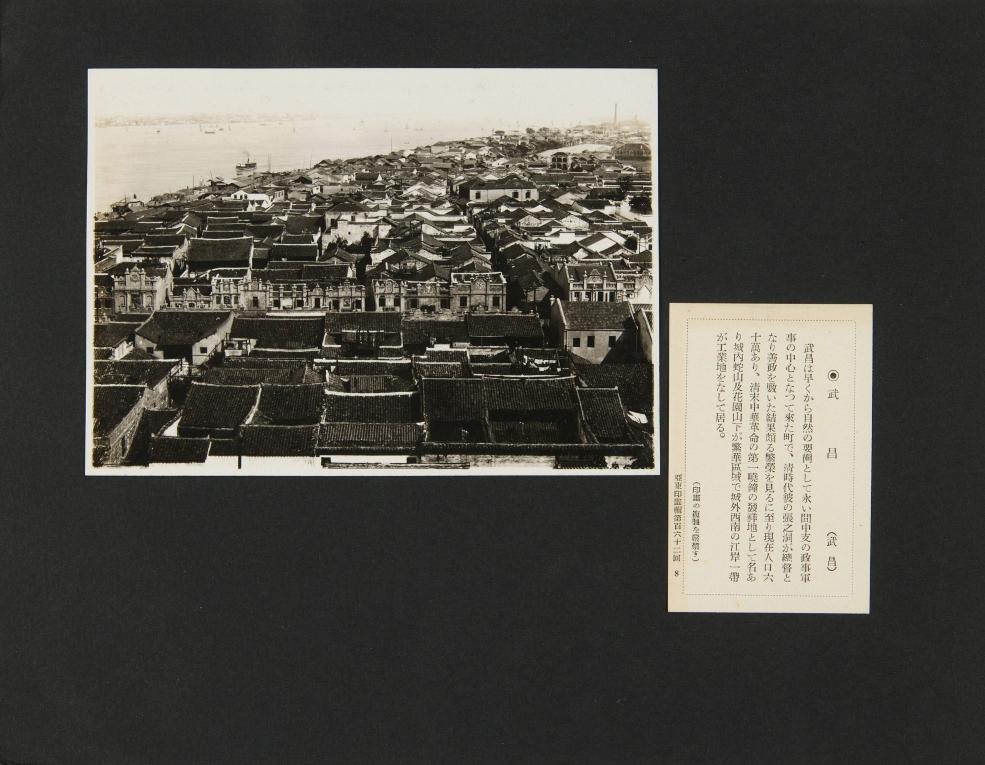 ◉武昌 (武昌)
武昌は早くから自然の要衝として永い間中支の政事軍
事の中心となつて來た町で、清時代彼の張之洞が總督と
なり善政を敷いた結果頗る繁榮を見るに至り現在人口六
十萬あり、清末中華革命の第一曉鐘の發祥地として名あ
り城內蛇山及花園山下が繁華區域で城外西南の江岸一帶
が工業地をなして居る。
(印畫の複製を嚴禁す)
亞東印畫輯第百六十二回 8